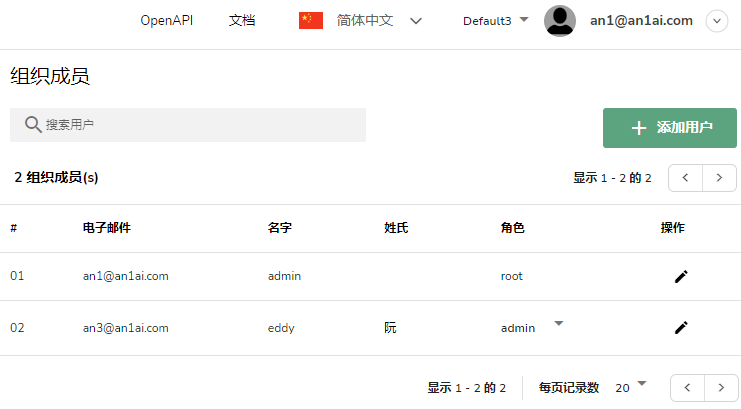 OpenAPI 文档 简体中文 Default3 an1@an1ai.com
组织成员
搜索用户 添加用户
2 组织成员(s) 显示 1 - 2 的 2
# 电子邮件 名字 姓氏 角色 操作
01 an1@an1ai.com admin root
02 an3@an1ai.com eddy 阮 admin
显示 1 - 2 的 2 每页记录数 20